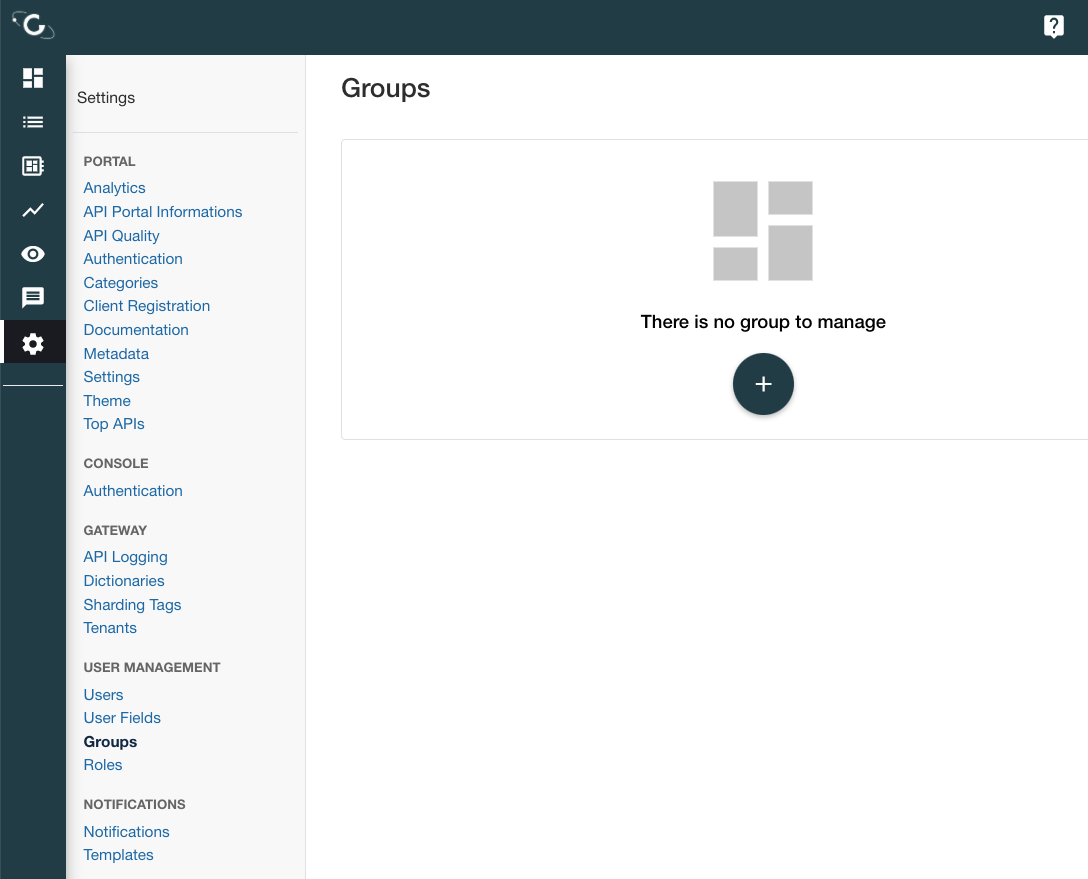 Settings
PORTAL
Analytics
API Portal Informations
API Quality
Authentication
Categories
Client Registration
Documentation
Metadata
Settings
Theme
Top APIs
CONSOLE
Authentication
GATEWAY
API Logging
Dictionaries
Sharding Tags
Tenants
USER MANAGEMENT
Users
User Fields
Groups
Roles
NOTIFICATIONS
Notifications
Templates
Groups
There is no group to manage